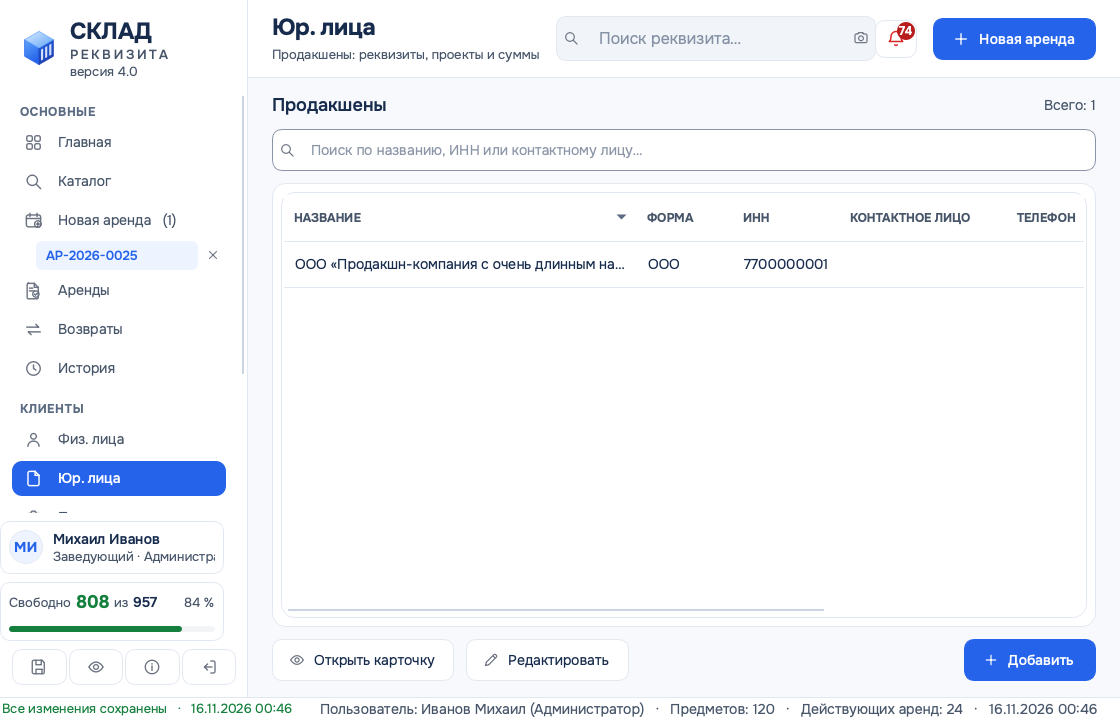 СКЛАД
РЕКВИЗИТА
версия 4.0
ОСНОВНЫЕ
Главная
Каталог
Новая аренда (1)
АР-2026-0025
Аренды
Возвраты
История
КЛИЕНТЫ
Физ. лица
Юр. лица
МИ
Михаил Иванов
Заведующий · Администра
Свободно 808 из 957 84 %
Юр. лица
Продакшены: реквизиты, проекты и суммы
Поиск реквизита...
74
Новая аренда
Продакшены
Всего: 1
Поиск по названию, ИНН или контактному лицу...
НАЗВАНИЕ ФОРМА ИНН КОНТАКТНОЕ ЛИЦО ТЕЛЕФОН
ООО «Продакшн-компания с очень длинным на... ООО 7700000001
Открыть карточку
Редактировать
Добавить
Все изменения сохранены · 16.11.2026 00:46
Пользователь: Иванов Михаил (Администратор) · Предметов: 120 · Действующих аренд: 24 · 16.11.2026 00:46